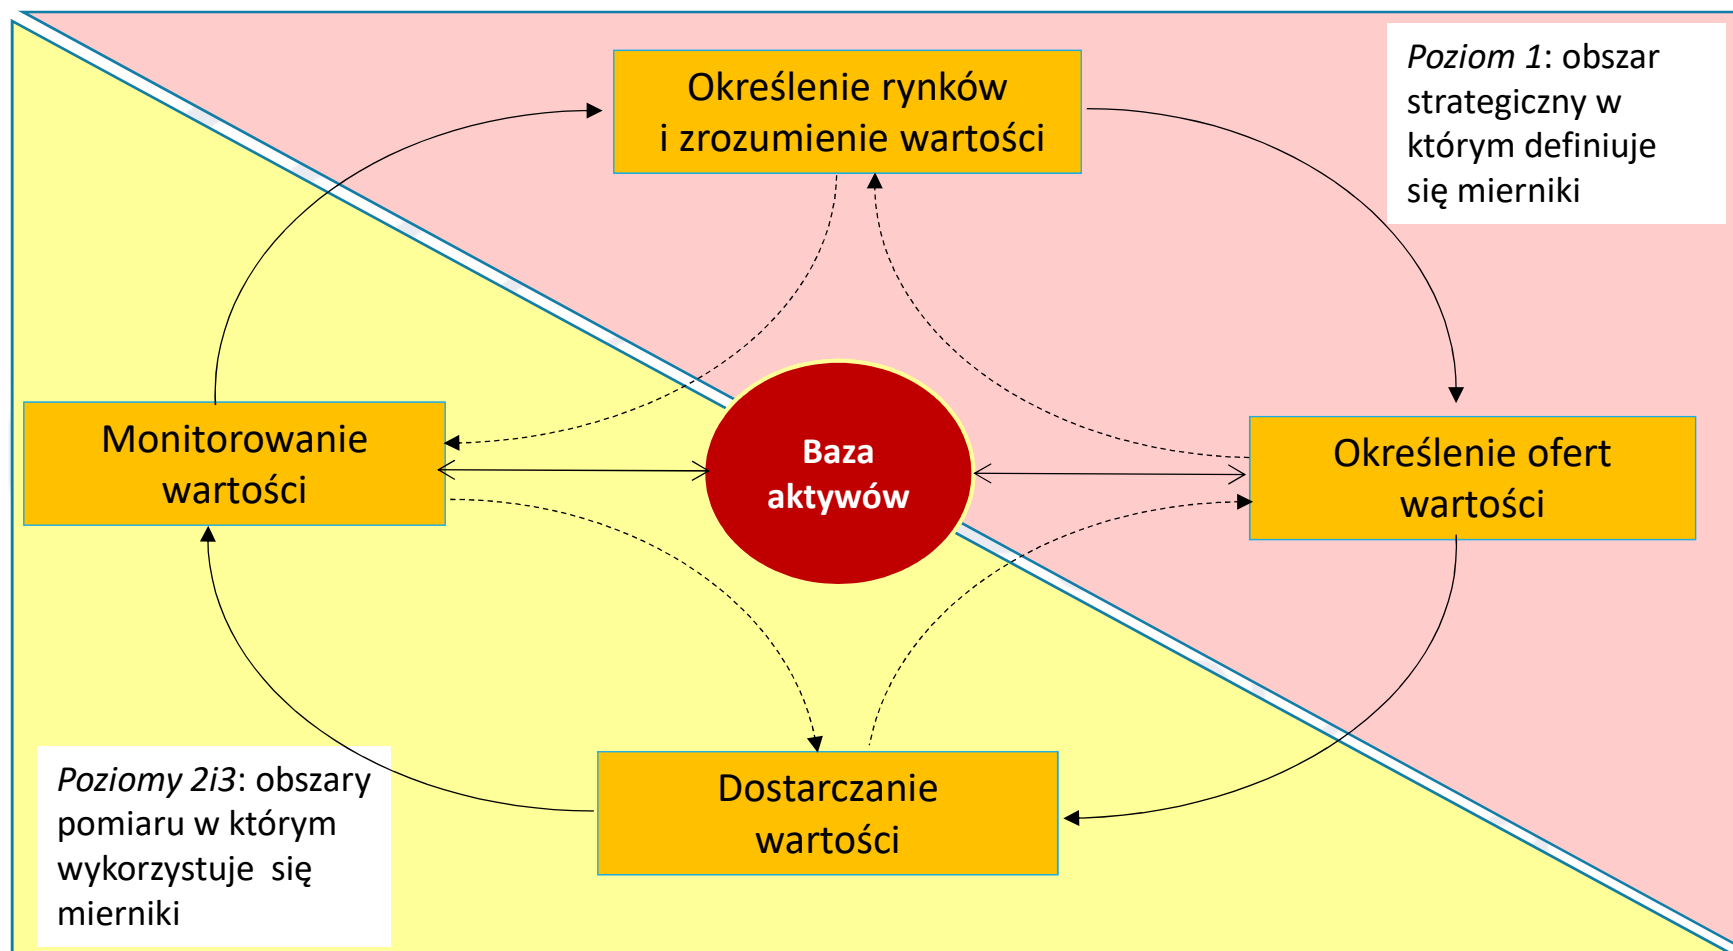 Określenie rynków
i zrozumienie wartości
Poziom 1: obszar
strategiczny w
którym definiuje
się mierniki
Monitorowanie
wartości
Baza
aktywów
Określenie ofert
wartości
Poziomy 2i3: obszary
pomiaru w którym
wykorzystuje się
mierniki
Dostarczanie
wartości